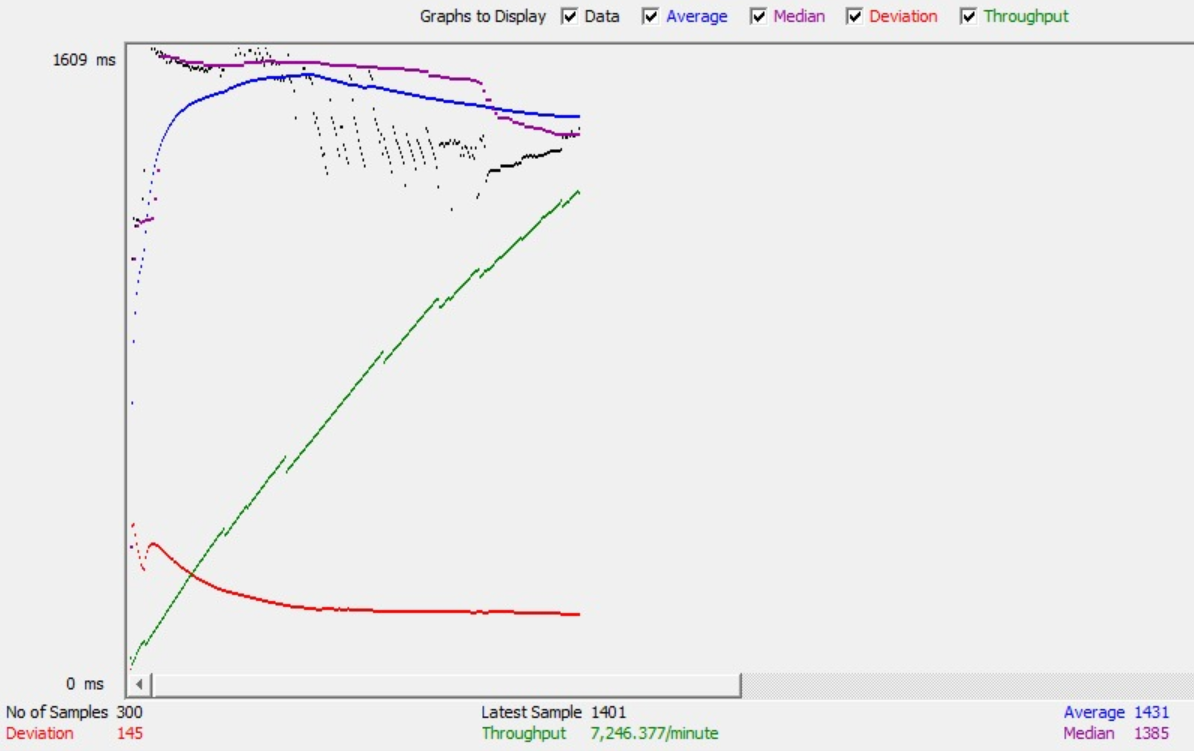 Graphs to Display Data Average Median Deviation Throughput
1609 ms
0 ms
No of Samples 300 Latest Sample 1401 Average 1431
Deviation 145 Throughput 7,246.377/minute Median 1385